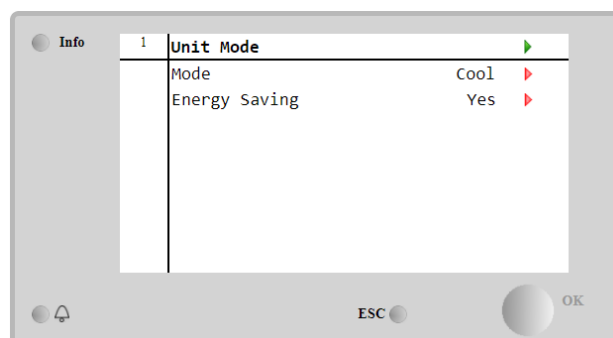 Info
1 Unit Mode
Mode Cool
Energy Saving Yes
ESC
OK